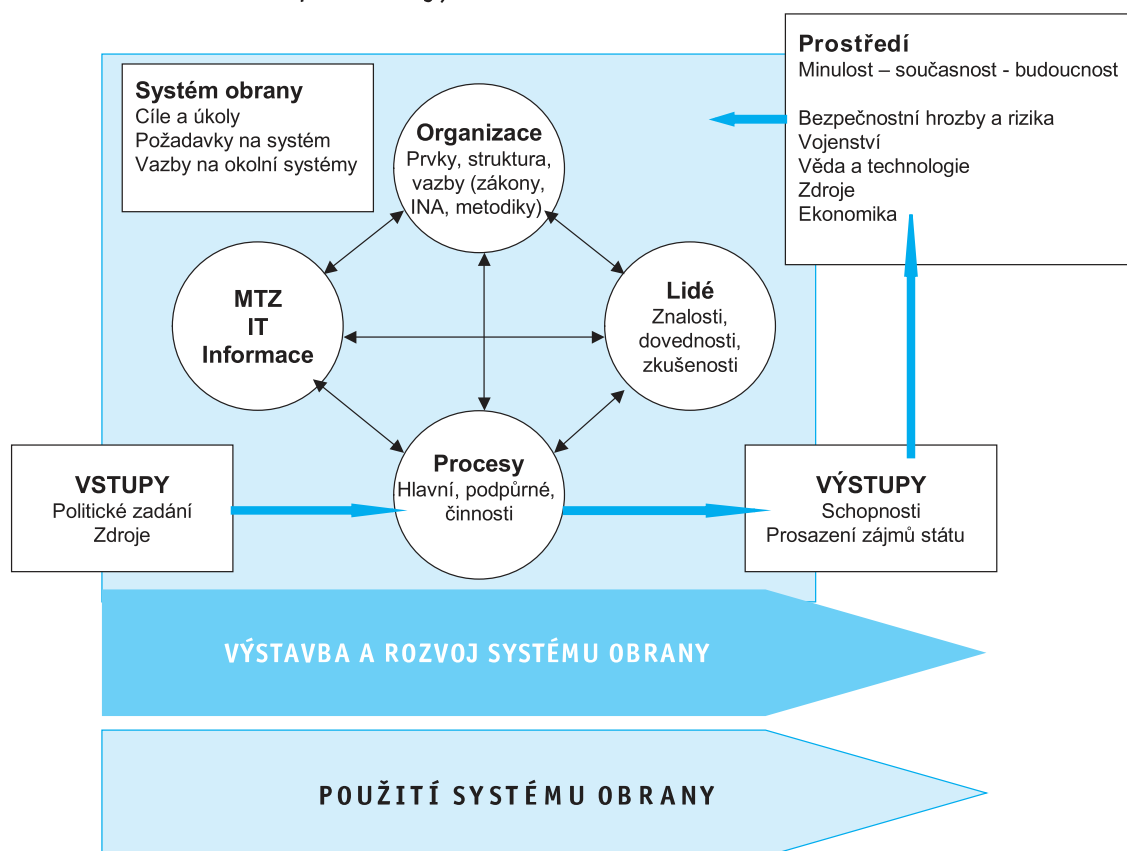 Prostředí
Minulost – současnost - budoucnost
Bezpečnostní hrozby a rizika
Vojenství
Věda a technologie
Zdroje
Ekonomika
Systém obrany
Cíle a úkoly
Požadavky na systém
Vazby na okolní systémy
Organizace
Prvky, struktura,
vazby (zákony,
INA, metodiky)
MTZ
IT
Informace
Lidé
Znalosti,
dovednosti,
zkušenosti
Procesy
Hlavní, podpůrné,
činnosti
VSTUPY
Politické zadání
Zdroje
VÝSTUPY
Schopnosti
Prosazení zájmů státu
VÝSTAVBA A ROZVOJ SYSTÉMU OBRANY
POUŽITÍ SYSTÉMU OBRANY